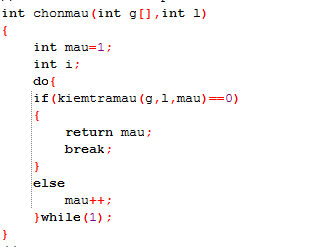 int chonmau(int g[],int l)
{
    int mau=1;
    int i;
    do{
    if(kiemtramau(g,l,mau)==0)
    {
        return mau;
        break;
    }
    else
        mau++;
    }while(1);
}